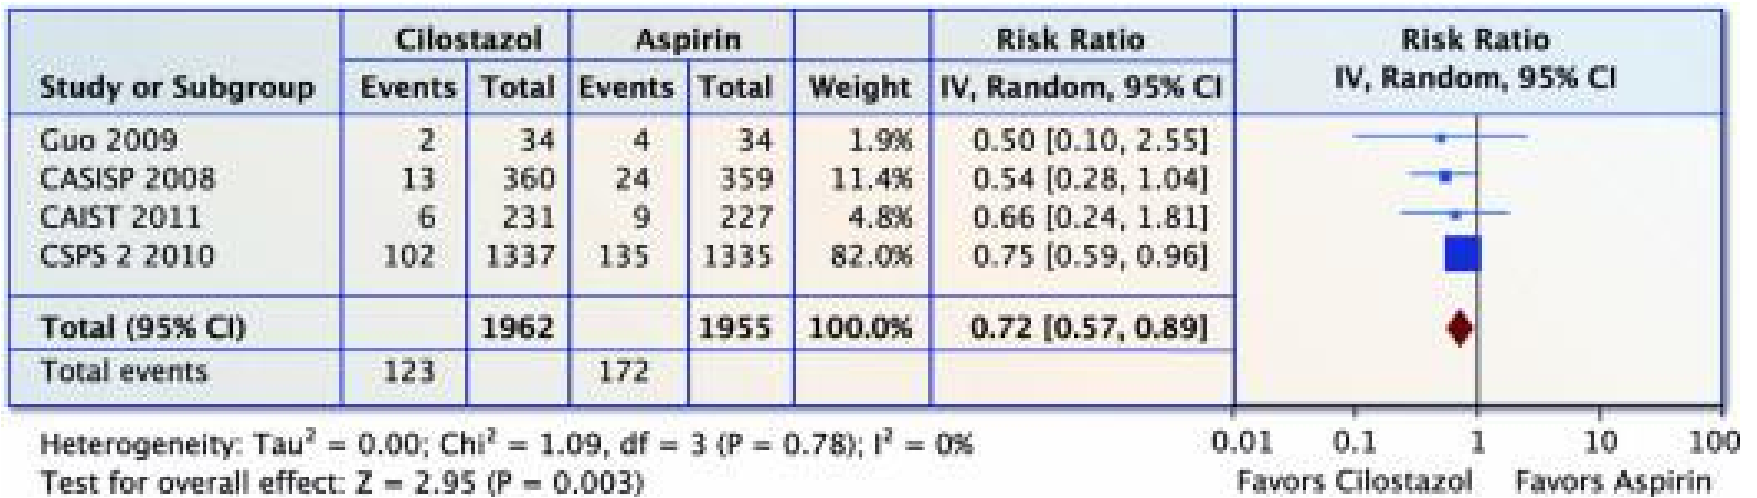 Cilostazol Aspirin Risk Ratio Risk Ratio
Study or Subgroup Events Total Events Total Weight IV, Random, 95% CI IV, Random, 95% CI
Guo 2009 2 34 4 34 1.9% 0.50 [0.10, 2.55]
CASISP 2008 13 360 24 359 11.4% 0.54 [0.28, 1.04]
CAIST 2011 6 231 9 227 4.8% 0.66 [0.24, 1.81]
CSPS 2 2010 102 1337 135 1335 82.0% 0.75 [0.59, 0.96]
Total (95% CI) 1962 1955 100.0% 0.72 [0.57, 0.89]
Total events 123 172
Heterogeneity: Tau² = 0.00; Chi² = 1.09, df = 3 (P = 0.78); I² = 0%
Test for overall effect: Z = 2.95 (P = 0.003)
0.01 0.1 1 10 100
Favors Cilostazol Favors Aspirin